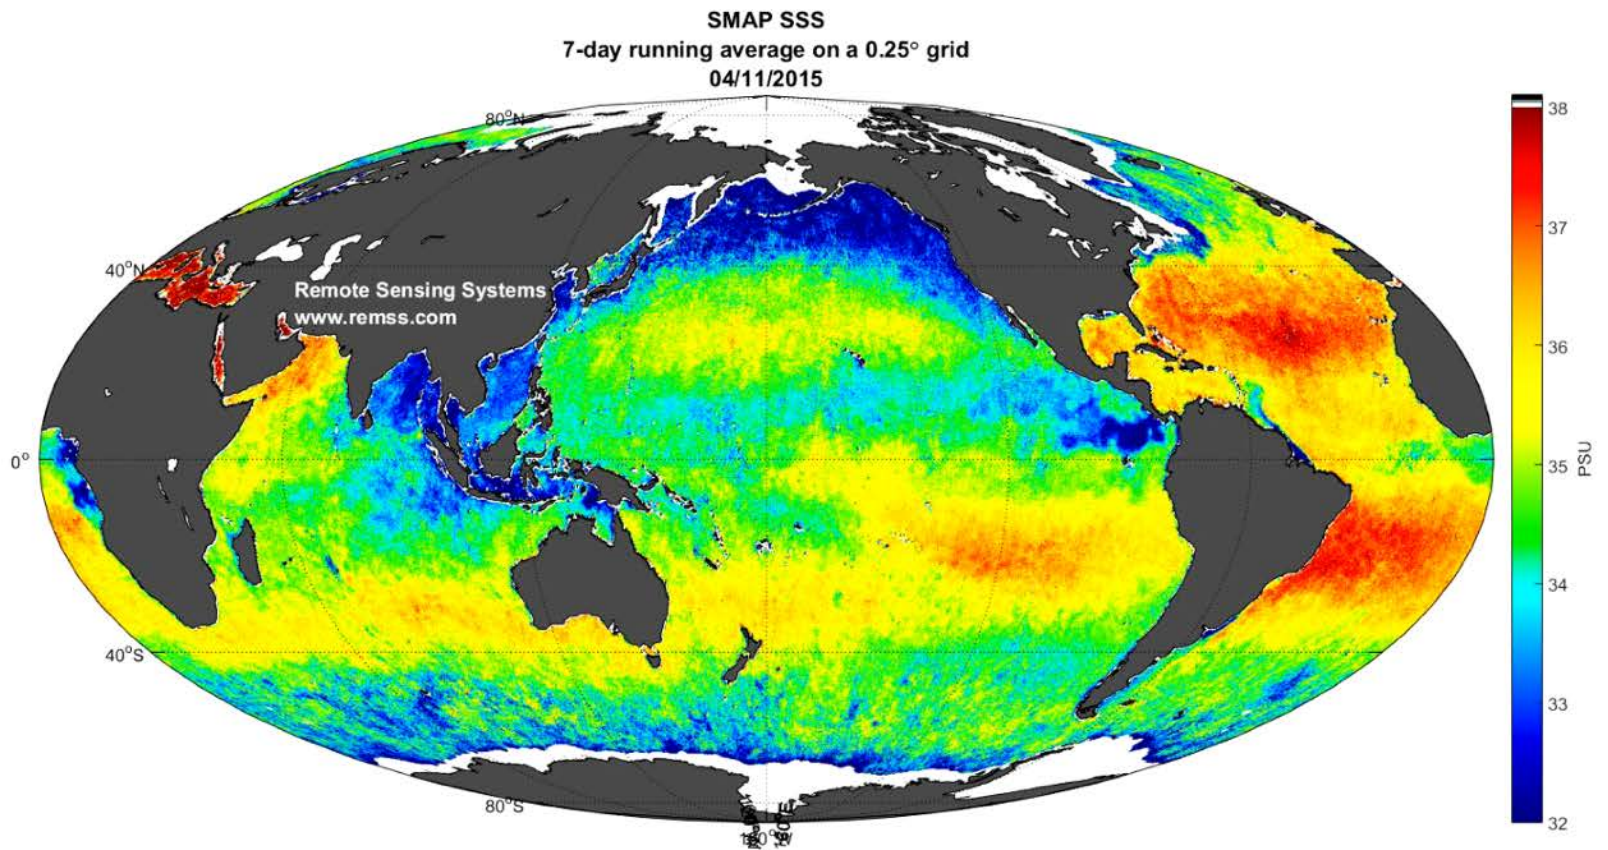 SMAP SSS
7-day running average on a 0.25° grid
04/11/2015
80°N
38
37
40°N
Remote Sensing Systems
www.remss.com
36
0°
35
PSU
34
40°S
33
80°S
32